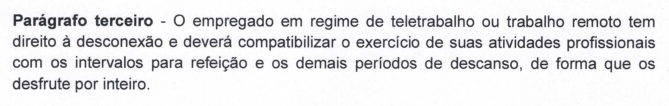 Parágrafo terceiro - O empregado em regime de teletrabalho ou trabalho remoto tem
direito à desconexão e deverá compatibilizar o exercício de suas atividades profissionais
com os intervalos para refeição e os demais períodos de descanso, de forma que os
desfrute por inteiro.